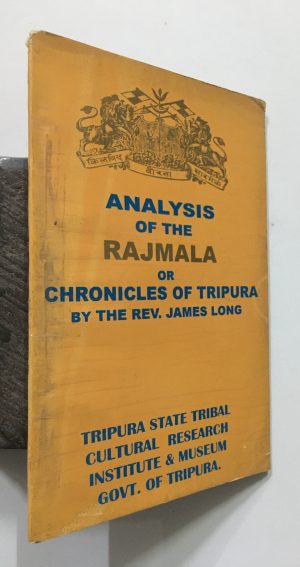 वीरता
ANALYSIS
OF THE
RAJMALA
OR
CHRONICLES OF TRIPURA
BY THE REV. JAMES LONG
TRIPURA STATE TRIBAL
CULTURAL RESEARCH
INSTITUTE & MUSEUM
GOVT. OF TRIPURA.